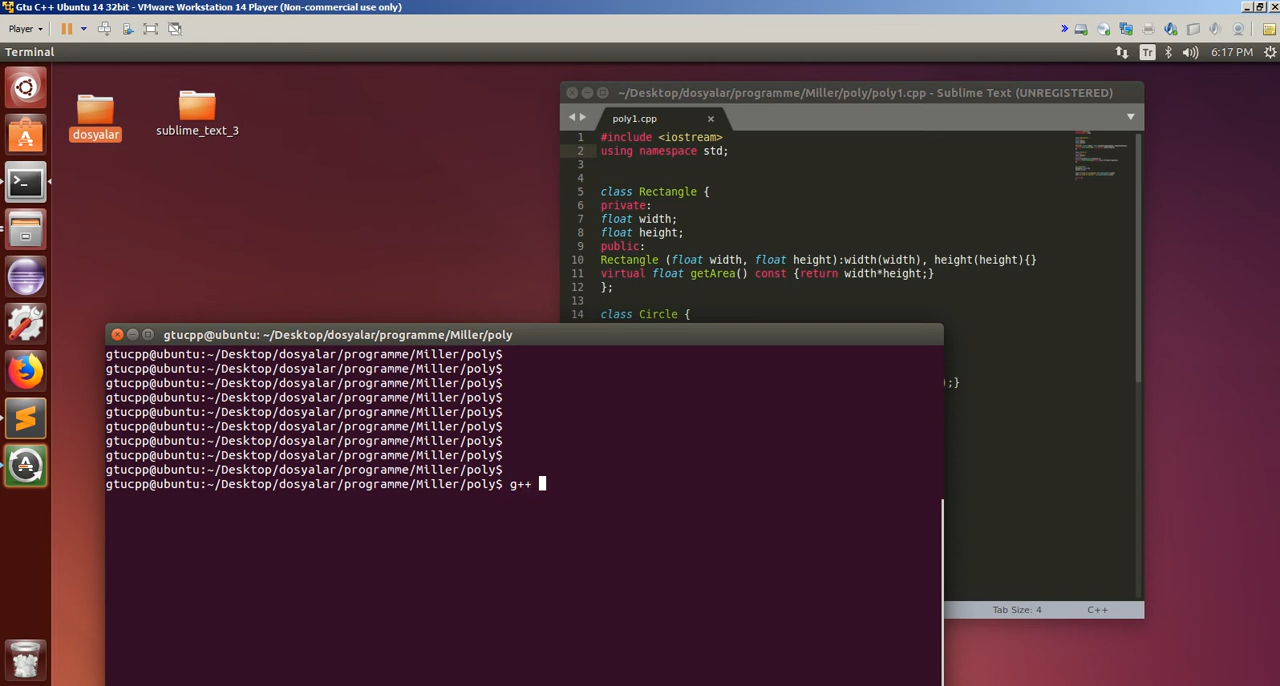 Gtu C++ Ubuntu 14 32bit - VMware Workstation 14 Player (Non-commercial use only)
Player
Terminal
Tr
6:17 PM
dosyalar
sublime_text_3
~/Desktop/dosyalar/programme/Miller/poly/poly1.cpp - Sublime Text (UNREGISTERED)
poly1.cpp
1 #include <iostream>
2 using namespace std;
3
4
5 class Rectangle {
6 private:
7 float width;
8 float height;
9 public:
10 Rectangle (float width, float height):width(width), height(height){}
11 virtual float getArea() const {return width*height;}
12 };
13
14 class Circle {
);}
Tab Size: 4
C++
gtucpp@ubuntu: ~/Desktop/dosyalar/programme/Miller/poly
gtucpp@ubuntu:~/Desktop/dosyalar/programme/Miller/poly$
gtucpp@ubuntu:~/Desktop/dosyalar/programme/Miller/poly$
gtucpp@ubuntu:~/Desktop/dosyalar/programme/Miller/poly$
gtucpp@ubuntu:~/Desktop/dosyalar/programme/Miller/poly$
gtucpp@ubuntu:~/Desktop/dosyalar/programme/Miller/poly$
gtucpp@ubuntu:~/Desktop/dosyalar/programme/Miller/poly$
gtucpp@ubuntu:~/Desktop/dosyalar/programme/Miller/poly$
gtucpp@ubuntu:~/Desktop/dosyalar/programme/Miller/poly$
gtucpp@ubuntu:~/Desktop/dosyalar/programme/Miller/poly$
gtucpp@ubuntu:~/Desktop/dosyalar/programme/Miller/poly$ g++